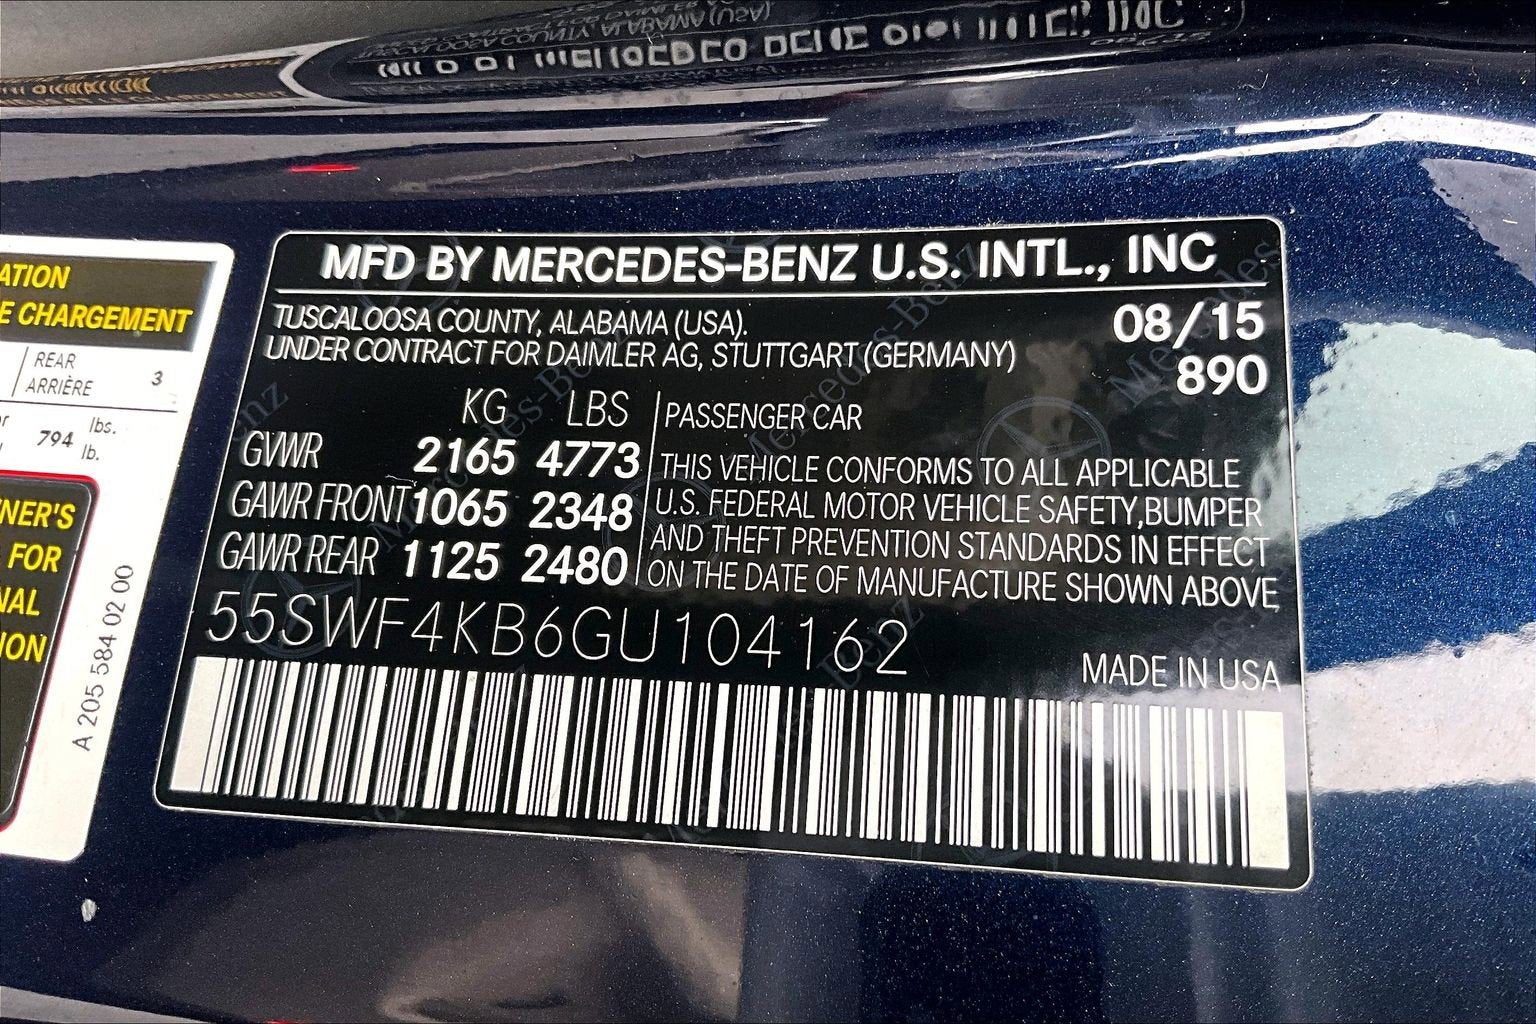 MFD BY MERCEDES-BENZ U.S. INTL., INC
TUSCALOOSA COUNTY, ALABAMA (USA).
UNDER CONTRACT FOR DAIMLER AG, STUTTGART (GERMANY)
08/15
890
KG LBS
GVWR 2165 4773
GAWR FRONT 1065 2348
GAWR REAR 1125 2480
PASSENGER CAR
THIS VEHICLE CONFORMS TO ALL APPLICABLE
U.S. FEDERAL MOTOR VEHICLE SAFETY,BUMPER
AND THEFT PREVENTION STANDARDS IN EFFECT
ON THE DATE OF MANUFACTURE SHOWN ABOVE
55SWF4KB6GU104162
MADE IN USA
ATION
E CHARGEMENT
REAR
ARRIÈRE 3
794 lbs.
lb.
NER'S
FOR
NAL
ION
A 205 584 02 00
Mercedes-Benz